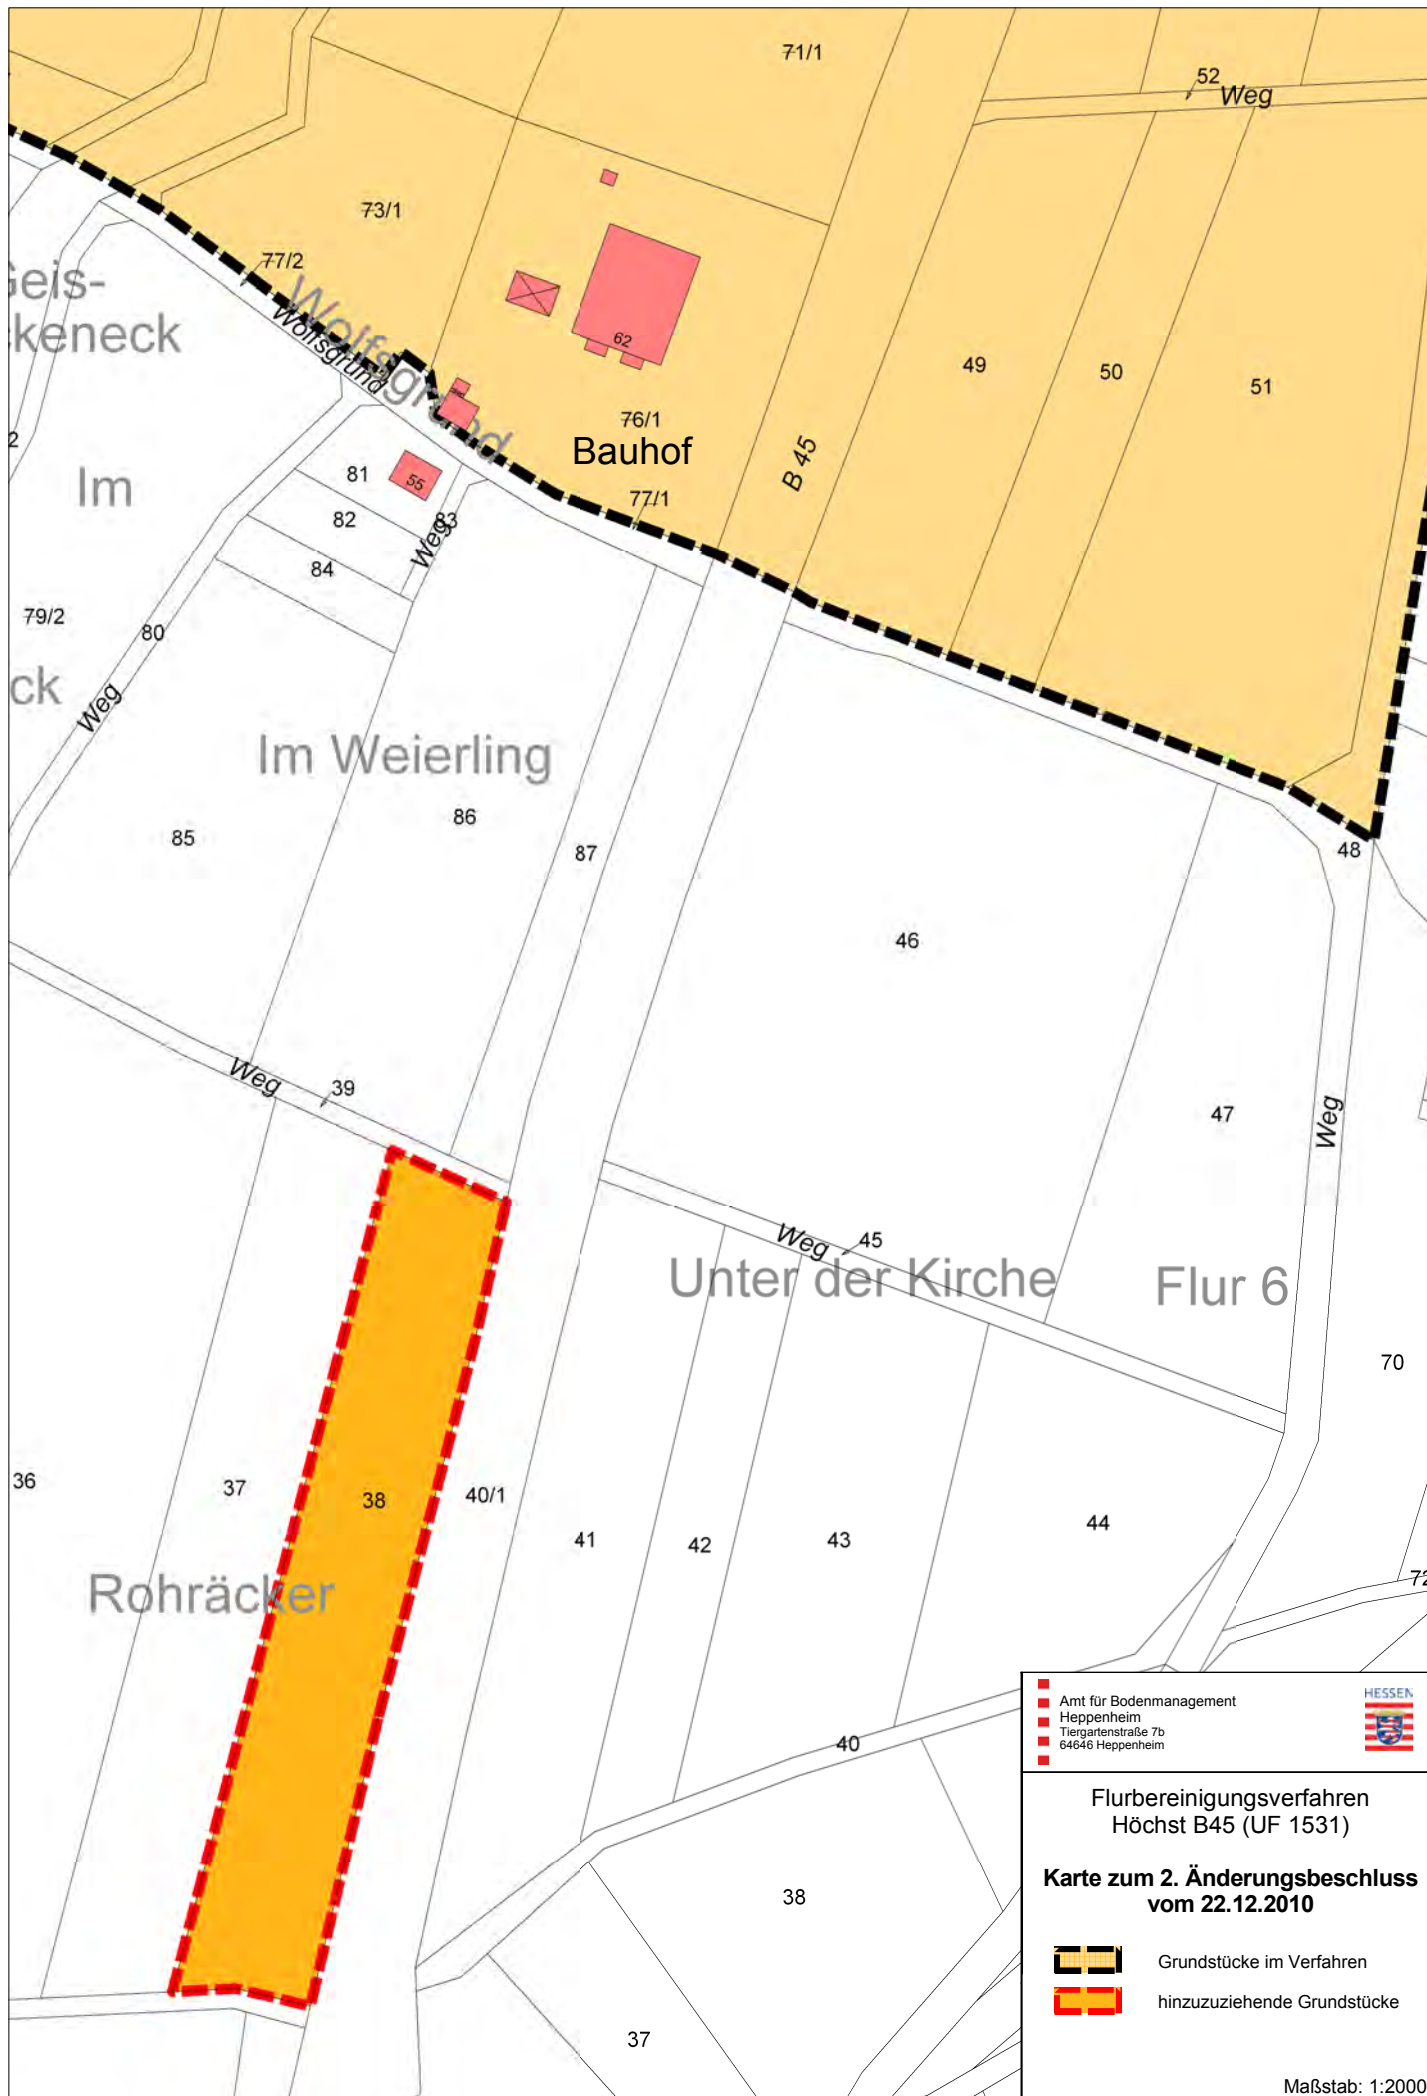 71/1
52
Weg
73/1
77/2
Geis-
ckeneck
Wolfsgrund
Wolfsgrund
62
49
50
51
76/1
Bauhof
B 45
77/1
2
Im
81
55
82
83
Weg
84
79/2
80
ck
Weg
Im Weierling
86
85
87
48
46
47
Weg
Weg
39
Weg
45
Unter der Kirche
Flur 6
70
36
37
38
40/1
41
42
43
44
Rohräcker
72
40
38
37
Amt für Bodenmanagement
Heppenheim
Tiergartenstraße 7b
64646 Heppenheim
HESSEN
Flurbereinigungsverfahren
Höchst B45 (UF 1531)
Karte zum 2. Änderungsbeschluss
vom 22.12.2010
Grundstücke im Verfahren
hinzuzuziehende Grundstücke
Maßstab: 1:2000